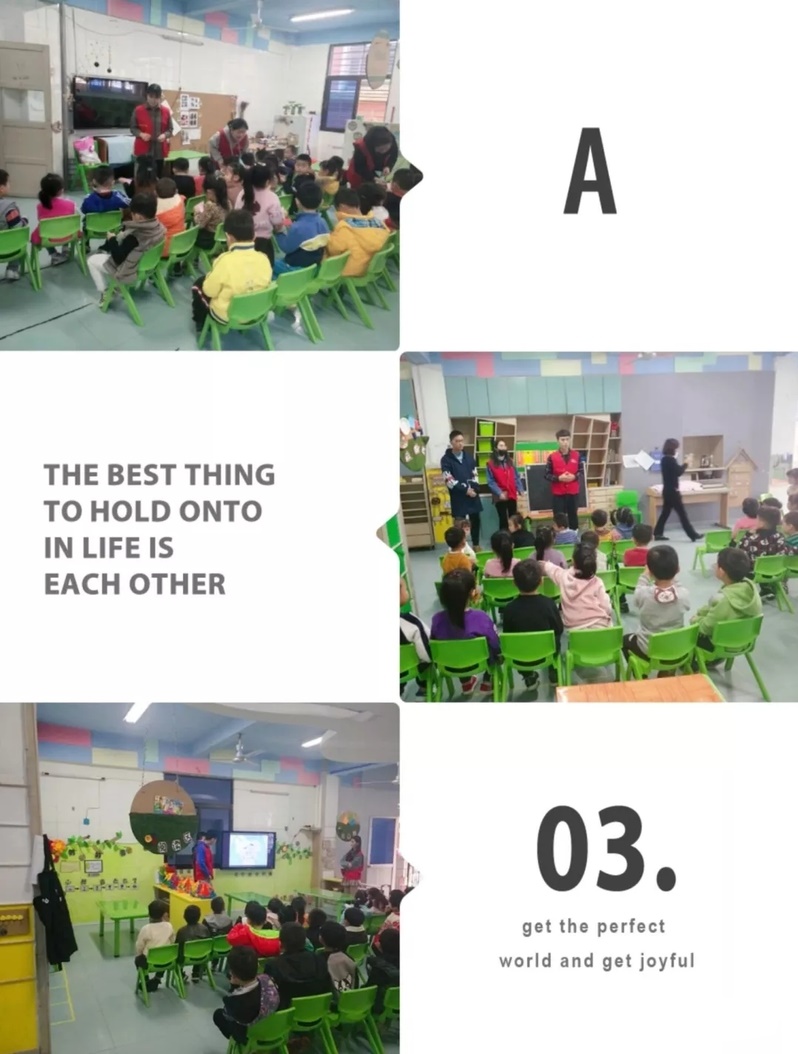 A
THE BEST THING
TO HOLD ONTO
IN LIFE IS
EACH OTHER
03.
get the perfect
world and get joyful